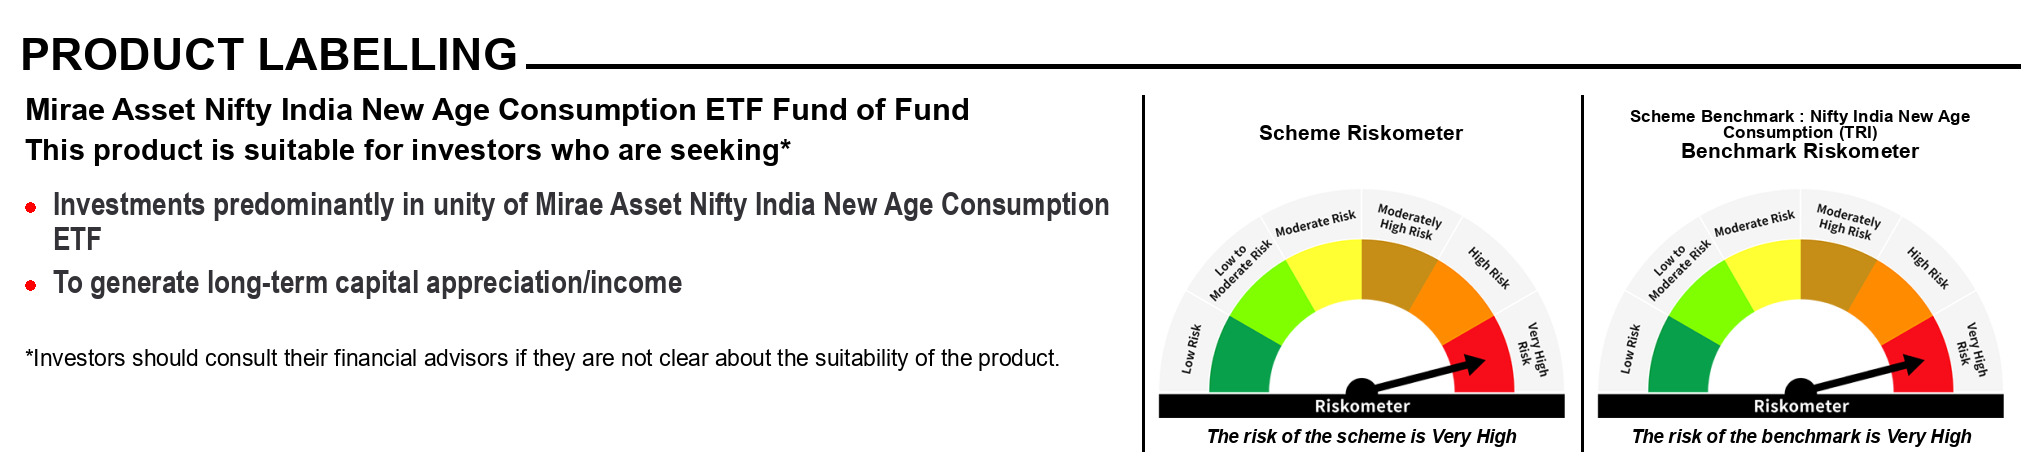 PRODUCT LABELLING
Mirae Asset Nifty India New Age Consumption ETF Fund of Fund
This product is suitable for investors who are seeking*
Investments predominantly in unity of Mirae Asset Nifty India New Age Consumption
ETF
To generate long-term capital appreciation/income
*Investors should consult their financial advisors if they are not clear about the suitability of the product.
Scheme Riskometer
Low Risk
Low to
Moderate Risk
Moderate Risk
Moderately
High Risk
High Risk
Very High
Risk
Riskometer
The risk of the scheme is Very High
Scheme Benchmark : Nifty India New Age
Consumption (TRI)
Benchmark Riskometer
Low Risk
Low to
Moderate Risk
Moderate Risk
Moderately
High Risk
High Risk
Very High
Risk
Riskometer
The risk of the benchmark is Very High